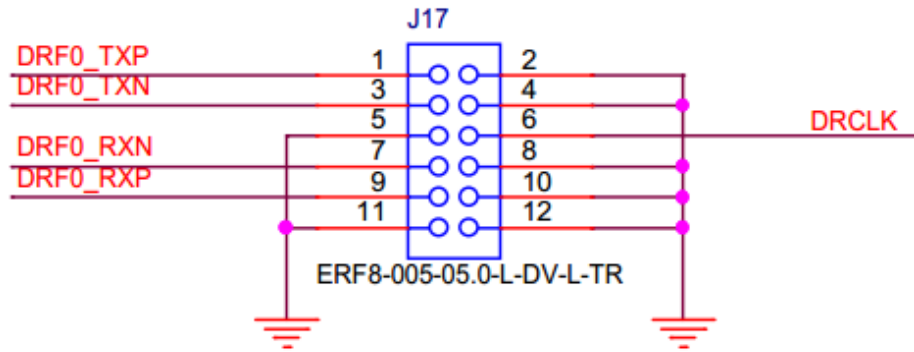 J17
DRF0_TXP 1 2
DRF0_TXN 3 4
5 6 DRCLK
DRF0_RXN 7 8
DRF0_RXP 9 10
11 12
ERF8-005-05.0-L-DV-L-TR